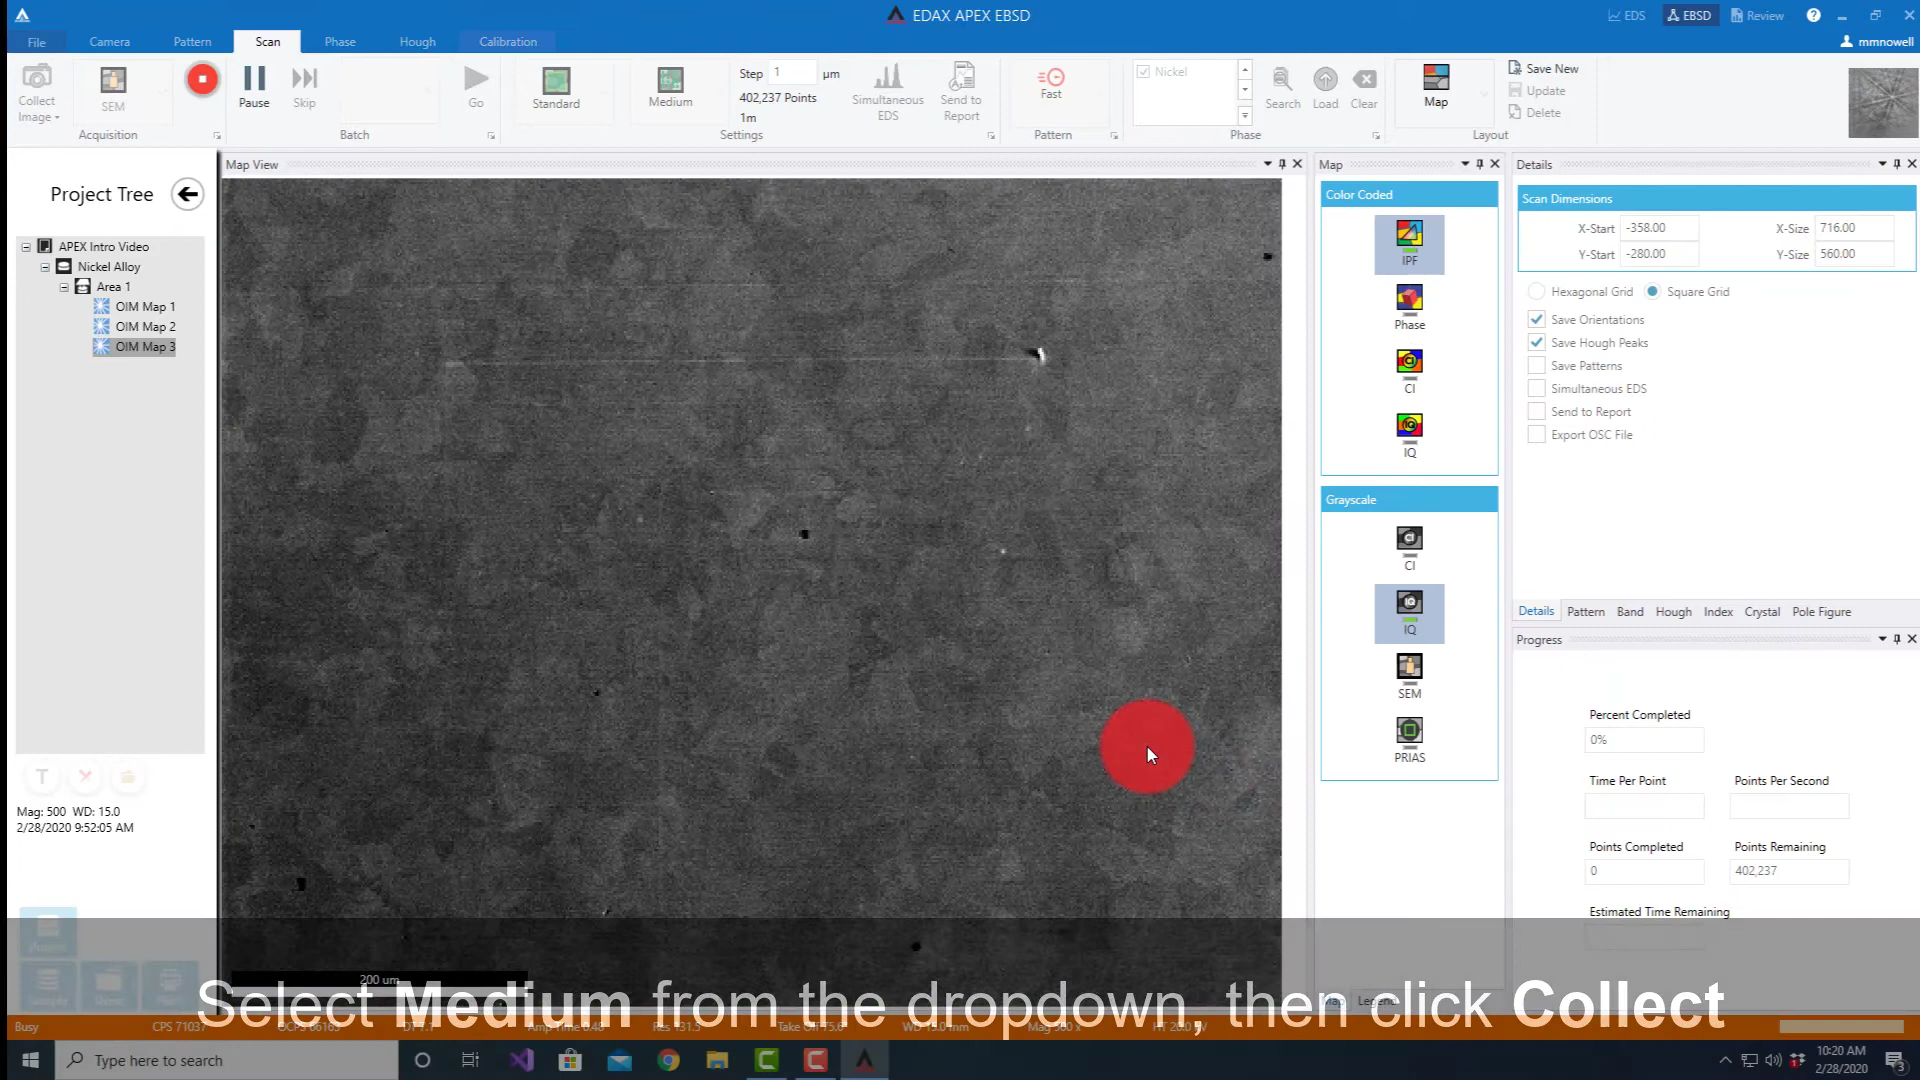 EDAX APEX EBSD
EDS
EBSD
Review
File
Camera
Pattern
Scan
Phase
Hough
Calibration
mmnowell
Collect
Image
SEM
Acquisition
Pause
Skip
Go
Batch
Standard
Medium
Step 1 µm
402,237 Points
1m
Settings
Simultaneous
EDS
Send to
Report
Fast
Pattern
Nickel
Search
Load
Clear
Phase
Map
Save New
Update
Delete
Layout
Project Tree
APEX Intro Video
Nickel Alloy
Area 1
OIM Map 1
OIM Map 2
OIM Map 3
T
Mag: 500 WD: 15.0
2/28/2020 9:52:05 AM
Map View
200 um
Map
Color Coded
IPF
Phase
CI
IQ
Grayscale
CI
IQ
SEM
PRIAS
Map
Legend
Details
Scan Dimensions
X-Start -358.00 X-Size 716.00
Y-Start -280.00 Y-Size 560.00
Hexagonal Grid Square Grid
Save Orientations
Save Hough Peaks
Save Patterns
Simultaneous EDS
Send to Report
Export OSC File
Details Pattern Band Hough Index Crystal Pole Figure
Progress
Percent Completed
0%
Time Per Point Points Per Second
Points Completed Points Remaining
0 402,237
Estimated Time Remaining
Select Medium from the dropdown, then click Collect
Busy
CPS 71037
Type here to search
10:20 AM
2/28/2020
3